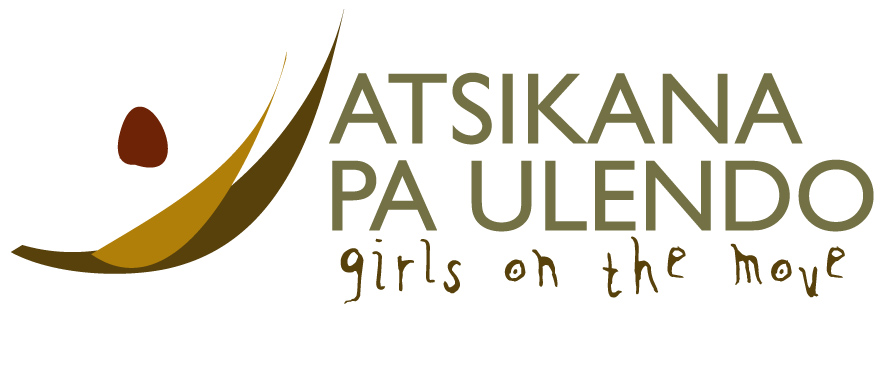 ATSIKANA
PA ULENDO
girls on the move